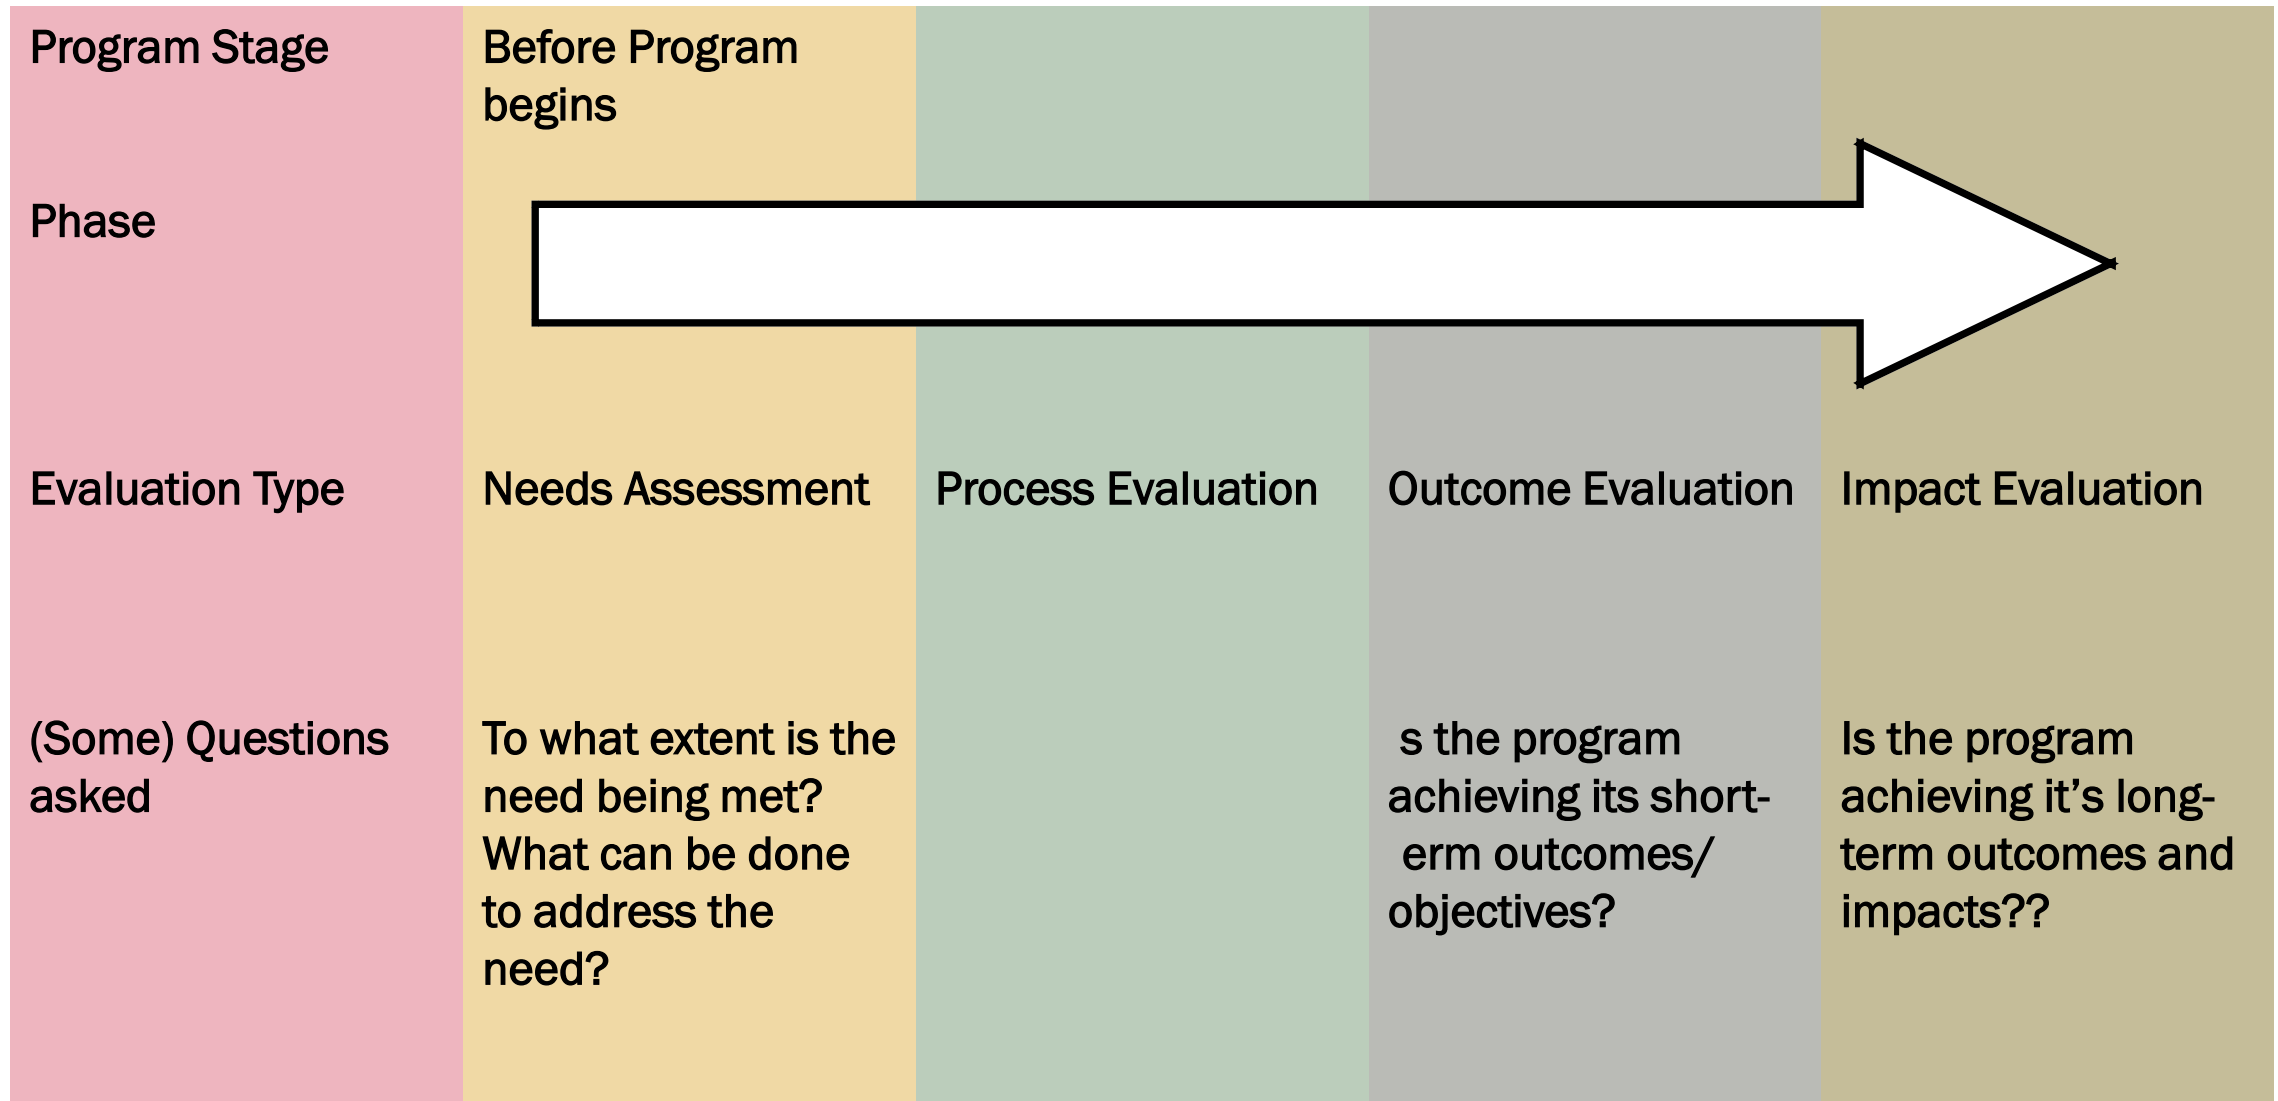 Program Stage
Before Program
begins
Phase
Evaluation Type
Needs Assessment
Process Evaluation
Outcome Evaluation
Impact Evaluation
(Some) Questions
asked
To what extent is the
need being met?
What can be done
to address the
need?
s the program
achieving its short-
erm outcomes/
objectives?
Is the program
achieving it’s long-
term outcomes and
impacts??